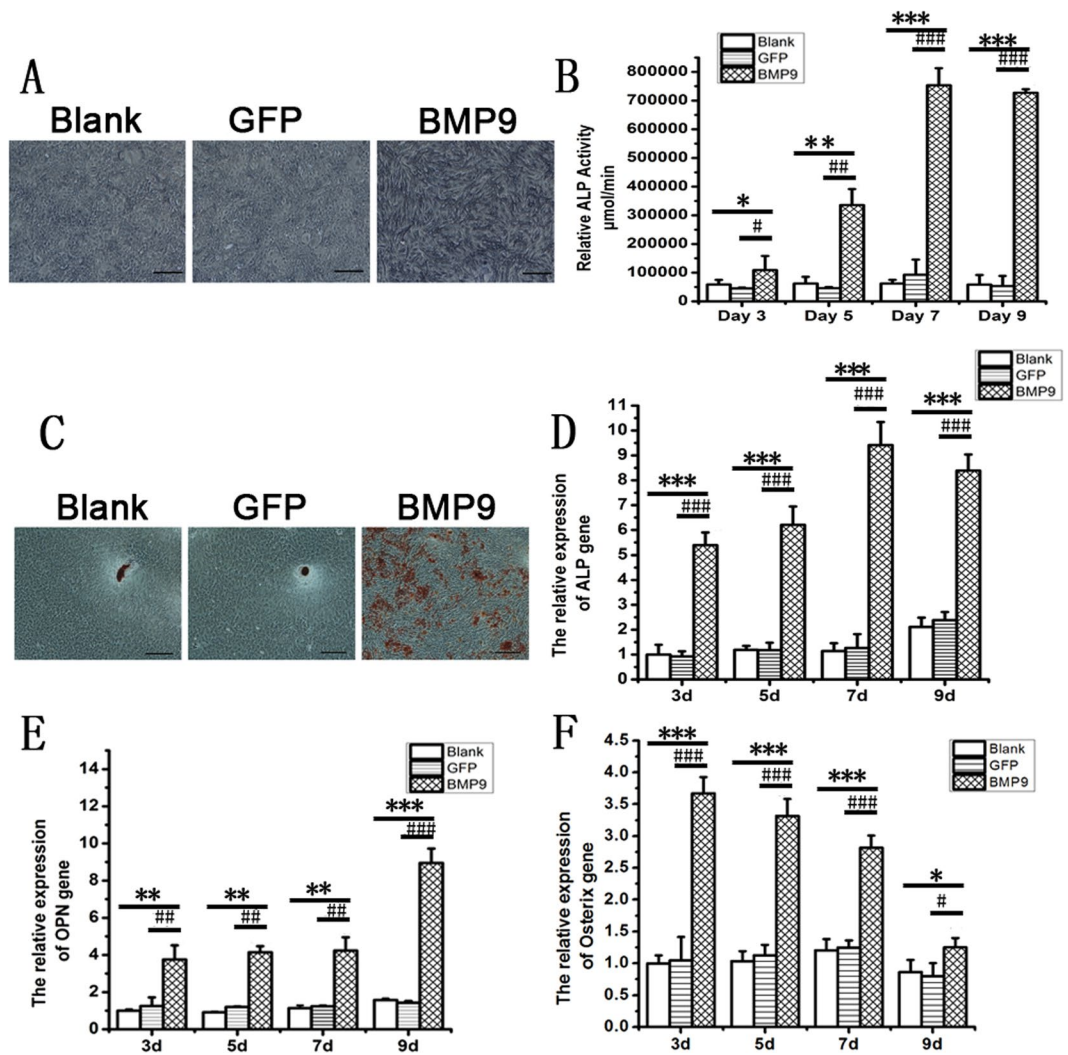 A
Blank GFP BMP9
B
Blank
GFP
BMP9
Relative ALP Activity
μmol/min
800000
700000
600000
500000
400000
300000
200000
100000
0
* # ** ## *** ### *** ###
Day 3 Day 5 Day 7 Day 9
C
Blank GFP BMP9
D
Blank
GFP
BMP9
The relative expression
of ALP gene
11
10
9
8
7
6
5
4
3
2
1
0
*** ### *** ### *** ### *** ###
3d 5d 7d 9d
E
Blank
GFP
BMP9
The relative expression
of OPN gene
14
12
10
8
6
4
2
0
** ## ** ## ** ## *** ###
3d 5d 7d 9d
F
Blank
GFP
BMP9
The relative expression
of Osterix gene
4.5
4.0
3.5
3.0
2.5
2.0
1.5
1.0
0.5
0.0
*** ### *** ### *** ### * #
3d 5d 7d 9d